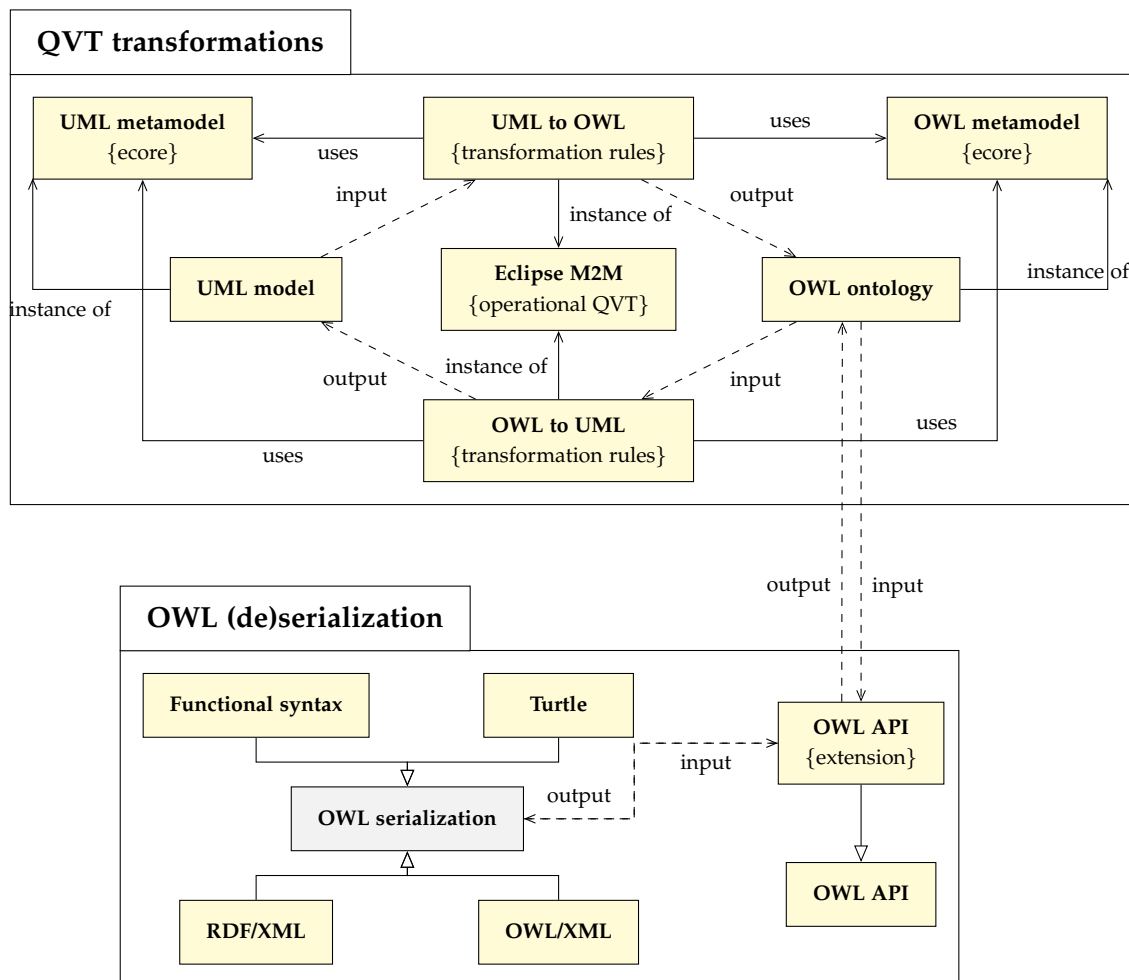 QVT transformations
UML metamodel
{ecore}
uses
UML to OWL
{transformation rules}
uses
OWL metamodel
{ecore}
input
instance of
output
UML model
instance of
Eclipse M2M
{operational QVT}
OWL ontology
instance of
output
instance of
input
uses
OWL to UML
{transformation rules}
uses
output
input
OWL (de)serialization
Functional syntax
Turtle
OWL API
{extension}
input
output
OWL serialization
OWL API
RDF/XML
OWL/XML